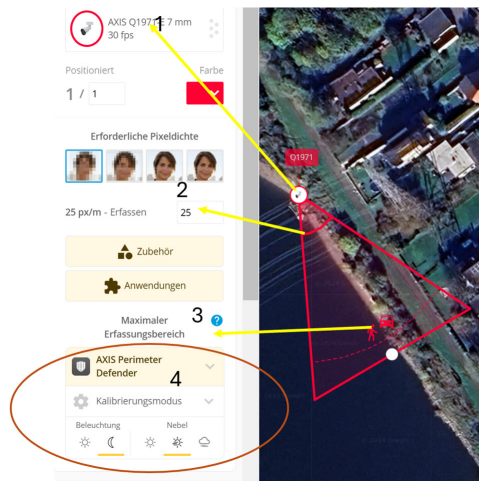 AXIS Q1971-E 7 mm
30 fps
1
Positioniert
Farbe
1 / 1
Erforderliche Pixeldichte
2
25 px/m - Erfassen
25
Zubehör
Anwendungen
Maximaler
Erfassungsbereich
3
?
AXIS Perimeter
Defender
4
Kalibrierungsmodus
Beleuchtung
Nebel
Q1971